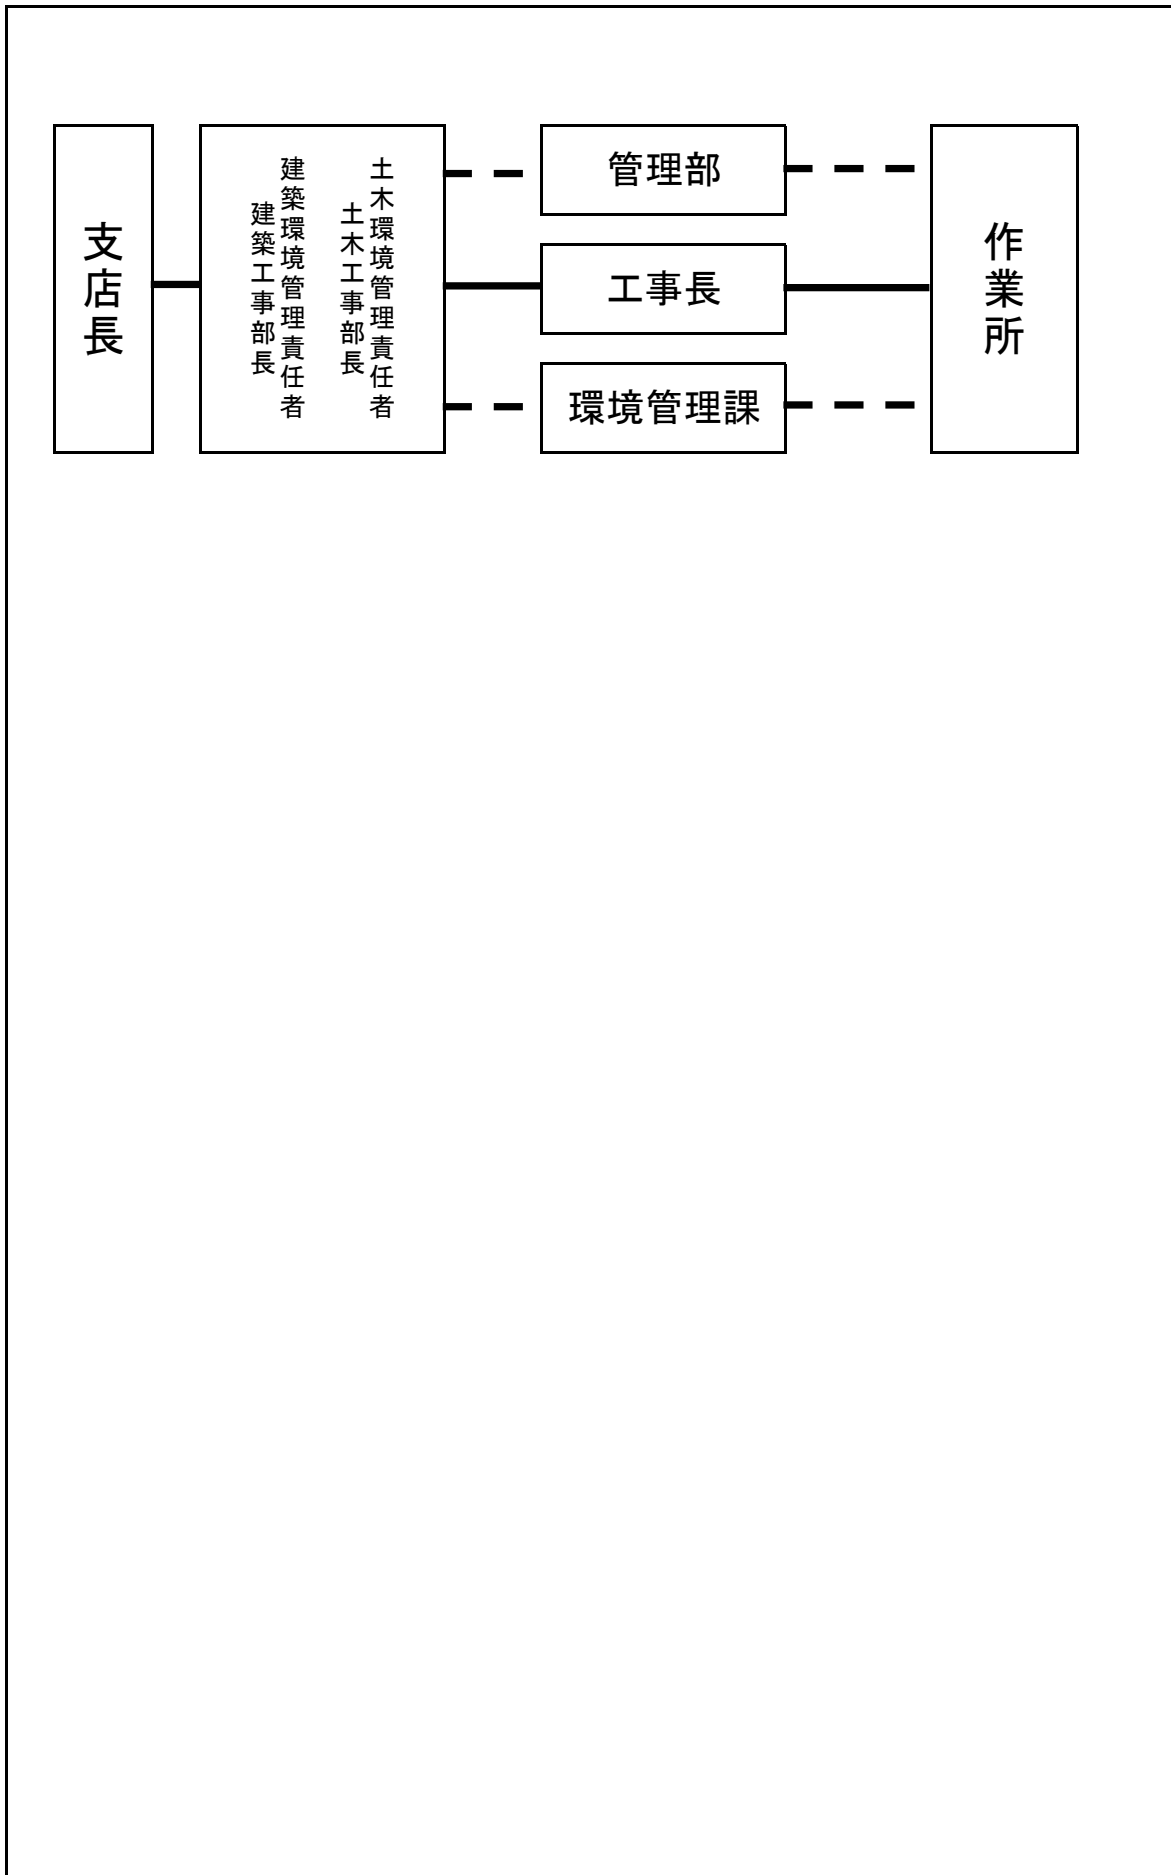 支店長
土木環境管理責任者
土木工事部長
建築環境管理責任者
建築工事部長
管理部
工事長
環境管理課
作業所